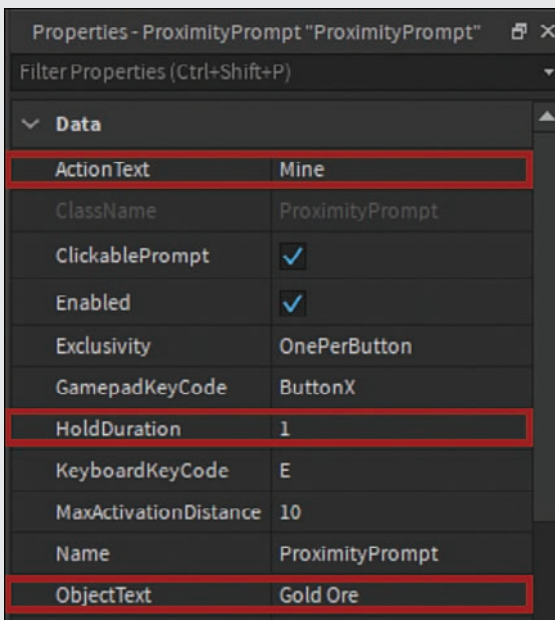 Properties - ProximityPrompt "ProximityPrompt"
Filter Properties (Ctrl+Shift+P)
Data
ActionText Mine
ClassName ProximityPrompt
ClickablePrompt
Enabled
Exclusivity OnePerButton
GamepadKeyCode ButtonX
HoldDuration 1
KeyboardKeyCode E
MaxActivationDistance 10
Name ProximityPrompt
ObjectText Gold Ore